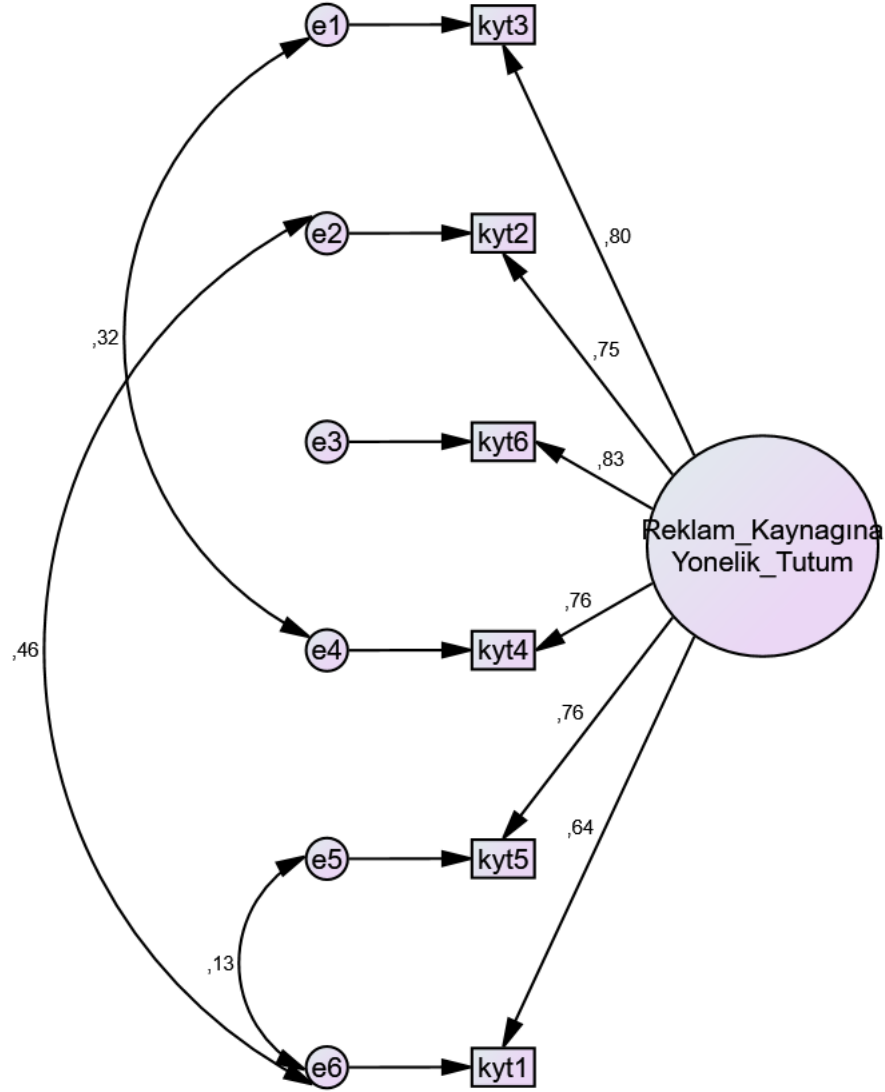 e1
kyt3
e2
kyt2
,80
,32
,75
e3
kyt6
,83
Reklam_Kaynagına
Yonelik_Tutum
,76
,46
e4
kyt4
,76
,64
e5
kyt5
,13
e6
kyt1